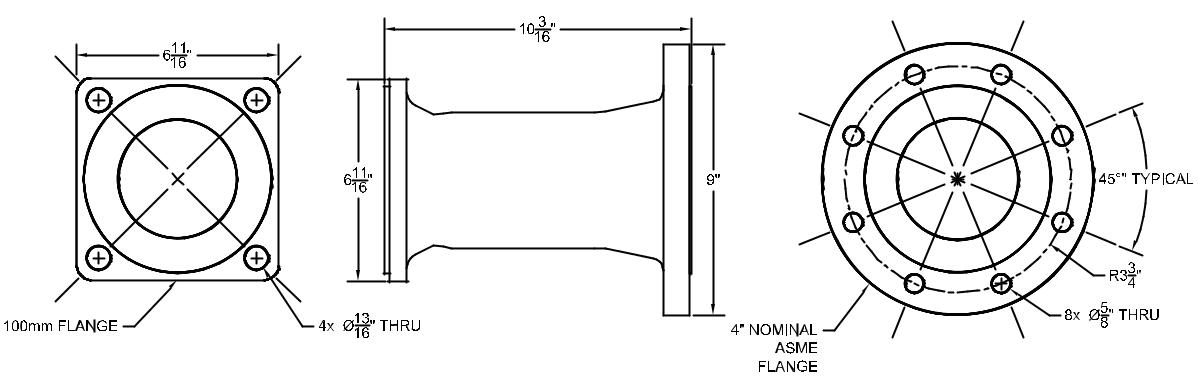 6 11/16"
100mm FLANGE
4x Ø13/16" THRU
10 3/16"
6 11/16"
9"
45°" TYPICAL
R3 3/4"
8x Ø5/8" THRU
4" NOMINAL
ASME
FLANGE